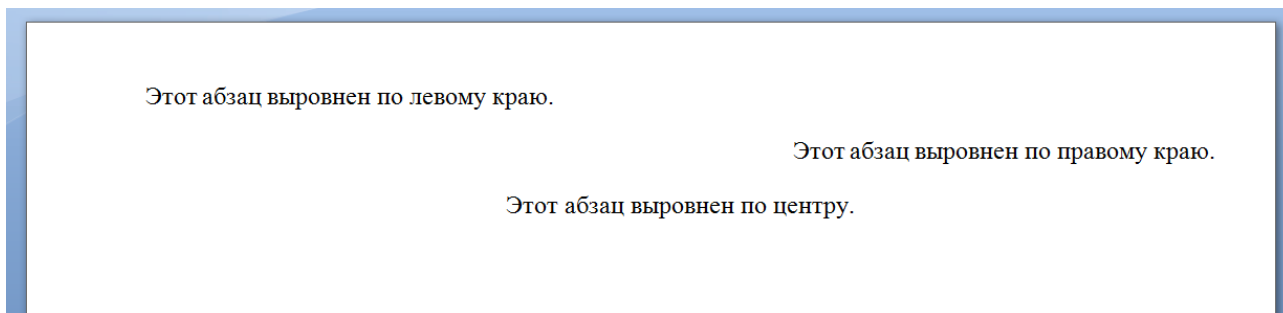 Этот абзац выровнен по левому краю.
Этот абзац выровнен по правому краю.
Этот абзац выровнен по центру.